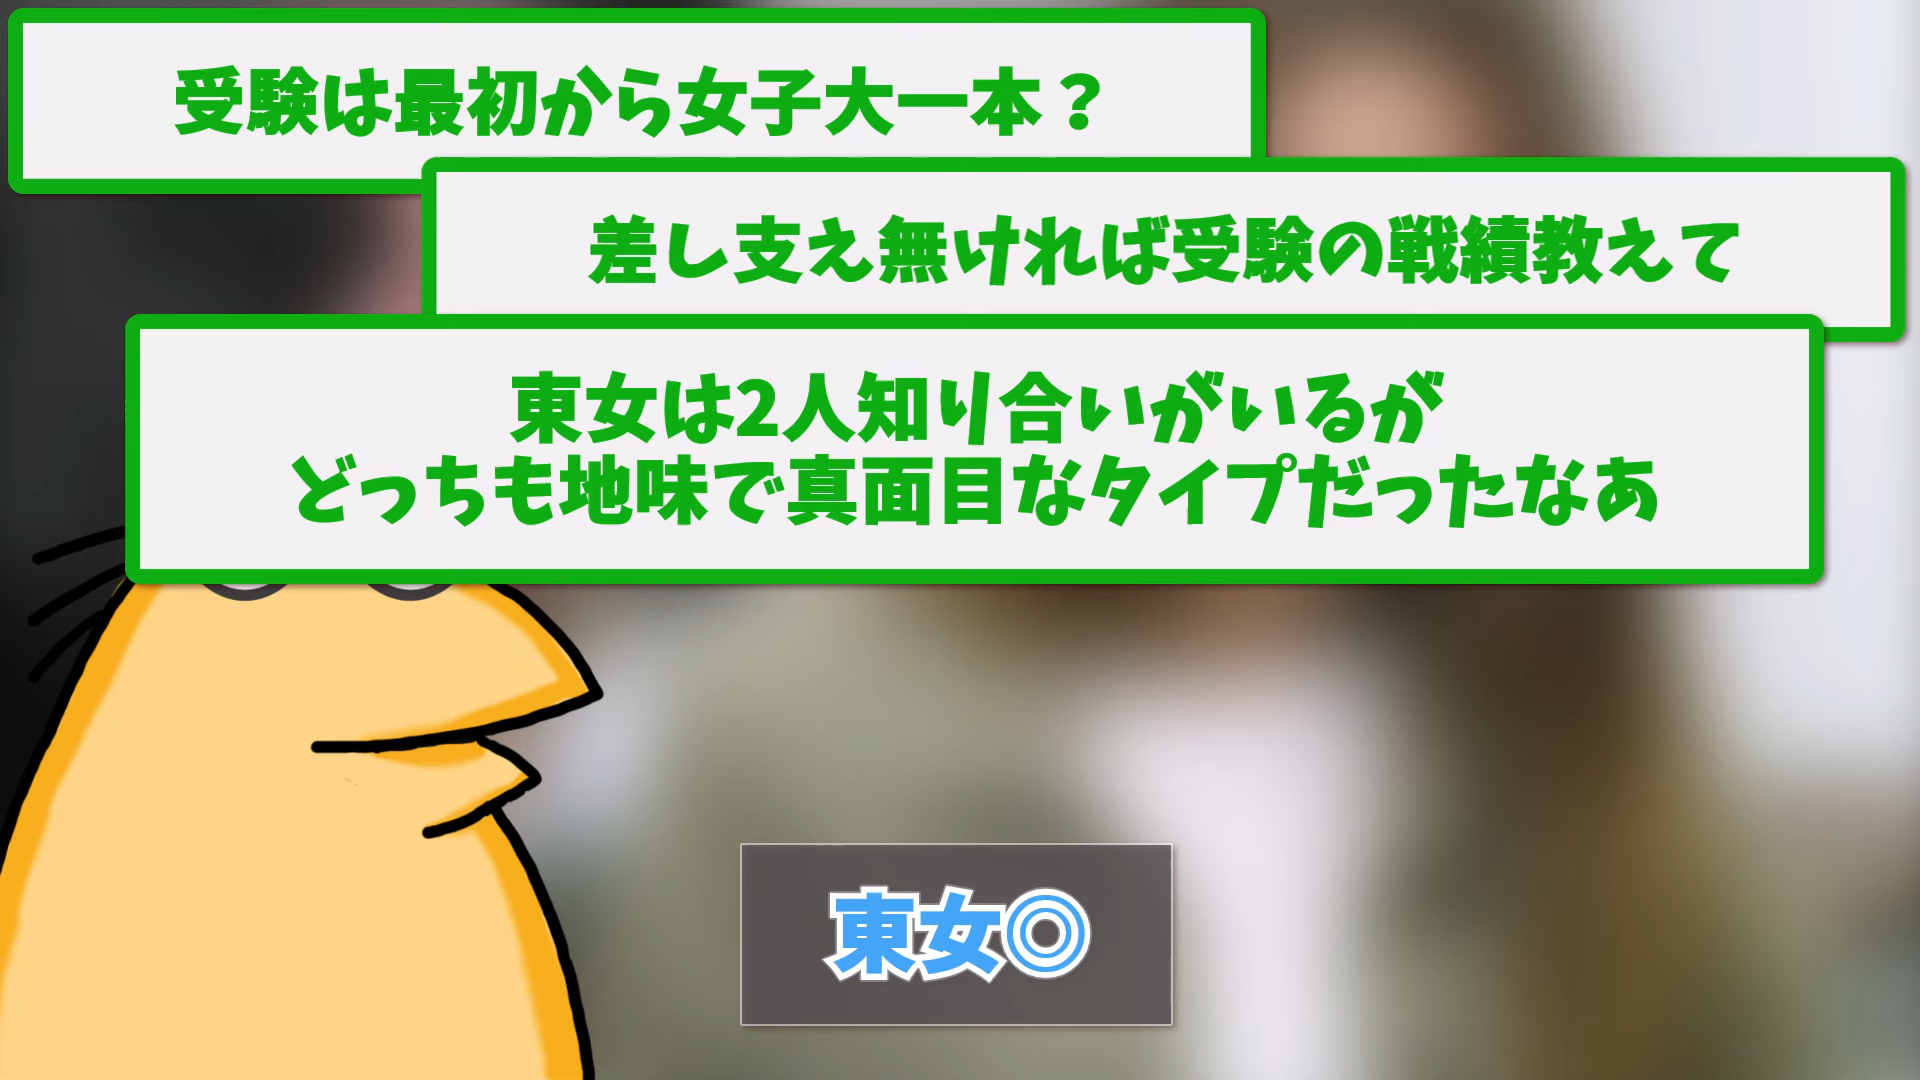 受験は最初から女子大一本？
差し支え無ければ受験の戦績教えて
東女は2人知り合いがいるが
どっちも地味で真面目なタイプだったなあ
東女◎